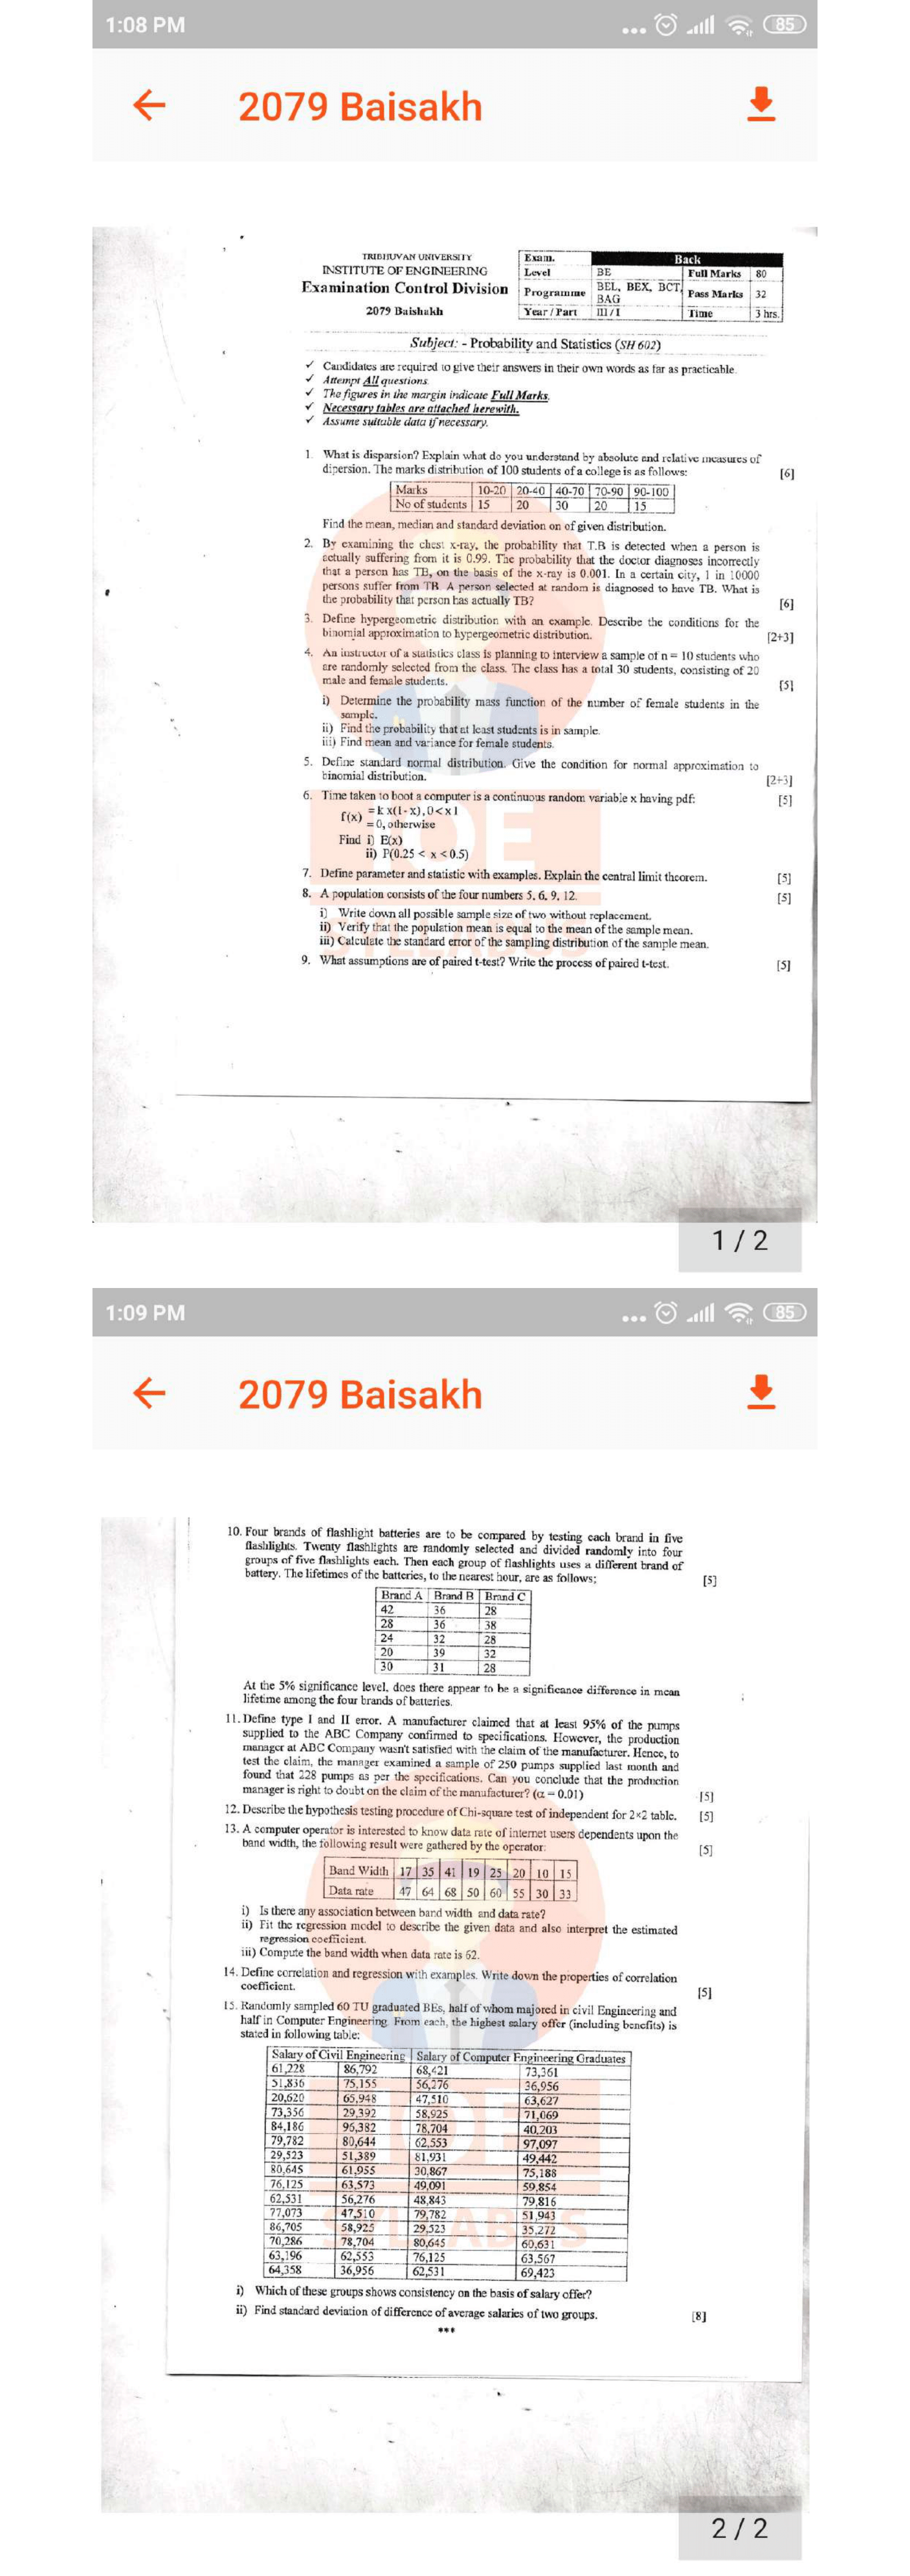 1:08 PM
85
2079 Baisakh
TRIBHUVAN UNIVERSITY
INSTITUTE OF ENGINEERING
Examination Control Division
2079 Baishakh
Exam. Back
Level BE Full Marks 80
Programme BEL, BEX, BCT, BAG Pass Marks 32
Year / Part III / I Time 3 hrs.
Subject: - Probability and Statistics (SH 602)
✓ Candidates are required to give their answers in their own words as far as practicable.
✓ Attempt All questions.
✓ The figures in the margin indicate Full Marks.
✓ Necessary tables are attached herewith.
✓ Assume suitable data if necessary.
1. What is disparsion? Explain what do you understand by absolute and relative measures of
dipersion. The marks distribution of 100 students of a college is as follows: [6]
Marks 10-20 20-40 40-70 70-90 90-100
No of students 15 20 30 20 15
Find the mean, median and standard deviation on of given distribution.
2. By examining the chest x-ray, the probability that T.B is detected when a person is
actually suffering from it is 0.99. The probability that the doctor diagnoses incorrectly
that a person has TB, on the basis of the x-ray is 0.001. In a certain city, 1 in 10000
persons suffer from TB. A person selected at random is diagnosed to have TB. What is
the probability that person has actually TB? [6]
3. Define hypergeometric distribution with an example. Describe the conditions for the
binomial approximation to hypergeometric distribution. [2+3]
4. An instructor of a statistics class is planning to interview a sample of n = 10 students who
are randomly selected from the class. The class has a total 30 students, consisting of 20
male and female students. [5]
i) Determine the probability mass function of the number of female students in the
sample.
ii) Find the probability that at least students is in sample.
iii) Find mean and variance for female students.
5. Define standard normal distribution. Give the condition for normal approximation to
binomial distribution. [2+3]
6. Time taken to boot a computer is a continuous random variable x having pdf: [5]
f(x) = k x(1 - x), 0 < x 1
= 0, otherwise
Find i) E(x)
ii) P(0.25 < x < 0.5)
7. Define parameter and statistic with examples. Explain the central limit theorem. [5]
8. A population consists of the four numbers 5, 6, 9, 12. [5]
i) Write down all possible sample size of two without replacement.
ii) Verify that the population mean is equal to the mean of the sample mean.
iii) Calculate the standard error of the sampling distribution of the sample mean.
9. What assumptions are of paired t-test? Write the process of paired t-test. [5]
IOE
SYLLABUS
1 / 2
1:09 PM
85
2079 Baisakh
10. Four brands of flashlight batteries are to be compared by testing each brand in five
flashlights. Twenty flashlights are randomly selected and divided randomly into four
groups of five flashlights each. Then each group of flashlights uses a different brand of
battery. The lifetimes of the batteries, to the nearest hour, are as follows; [5]
Brand A Brand B Brand C
42 36 28
28 36 38
24 32 28
20 39 32
30 31 28
At the 5% significance level, does there appear to be a significance difference in mean
lifetime among the four brands of batteries.
11. Define type I and II error. A manufacturer claimed that at least 95% of the pumps
supplied to the ABC Company confirmed to specifications. However, the production
manager at ABC Company wasn't satisfied with the claim of the manufacturer. Hence, to
test the claim, the manager examined a sample of 250 pumps supplied last month and
found that 228 pumps as per the specifications. Can you conclude that the production
manager is right to doubt on the claim of the manufacturer? (α = 0.01) [5]
12. Describe the hypothesis testing procedure of Chi-square test of independent for 2×2 table. [5]
13. A computer operator is interested to know data rate of internet users dependents upon the
band width, the following result were gathered by the operator: [5]
Band Width 17 35 41 19 25 20 10 15
Data rate 47 64 68 50 60 55 30 33
i) Is there any association between band width and data rate?
ii) Fit the regression model to describe the given data and also interpret the estimated
regression coefficient.
iii) Compute the band width when data rate is 62.
14. Define correlation and regression with examples. Write down the properties of correlation
coefficient. [5]
15. Randomly sampled 60 TU graduated BEs, half of whom majored in civil Engineering and
half in Computer Engineering. From each, the highest salary offer (including benefits) is
stated in following table:
Salary of Civil Engineering Salary of Computer Engineering Graduates
61,228 86,792 68,421 73,361
51,836 75,155 56,276 36,956
20,620 65,948 47,510 63,627
73,356 29,392 58,925 71,069
84,186 96,382 78,704 40,203
79,782 80,644 62,553 97,097
29,523 51,389 81,931 49,442
80,645 61,955 30,867 75,188
76,125 63,573 49,091 59,854
62,531 56,276 48,843 79,816
77,073 47,510 79,782 51,943
86,705 58,925 29,523 35,272
70,286 78,704 80,645 60,631
63,196 62,553 76,125 63,567
64,358 36,956 62,531 69,423
i) Which of these groups shows consistency on the basis of salary offer?
ii) Find standard deviation of difference of average salaries of two groups. [8]
***
IOE
SYLLABUS
2 / 2